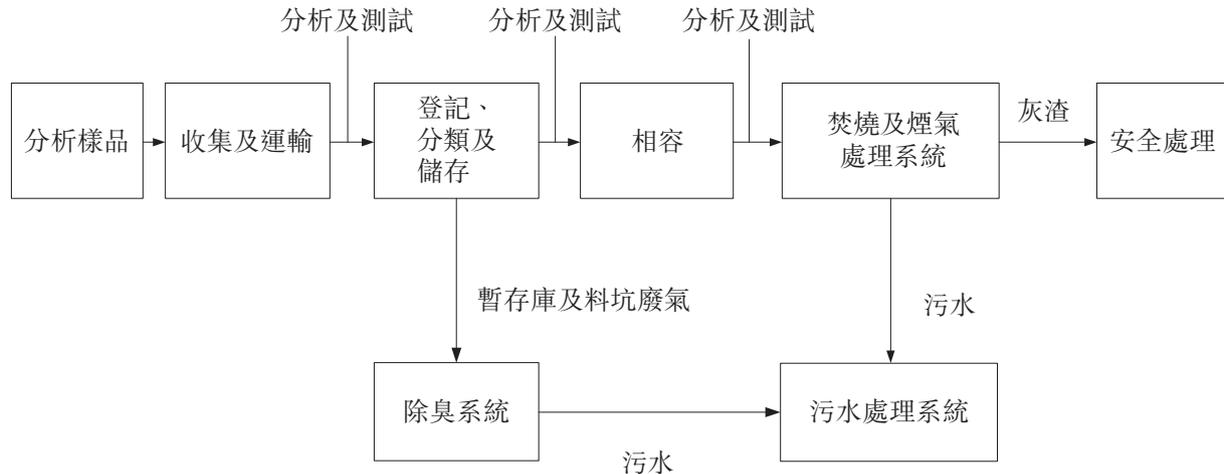 分析及測試
分析及測試
分析及測試
分析樣品
收集及運輸
登記、
分類及
儲存
相容
焚燒及煙氣
處理系統
灰渣
安全處理
暫存庫及料坑廢氣
污水
除臭系統
污水
污水處理系統